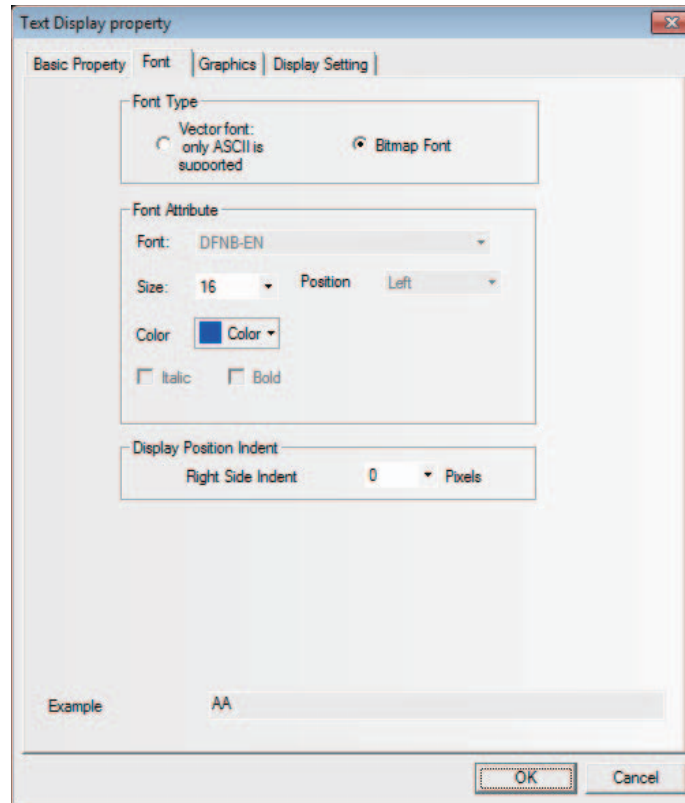 Text Display property
Basic Property Font Graphics Display Setting
Font Type
Vector font:
only ASCII is
supported
Bitmap Font
Font Attribute
Font: DFNB-EN
Size: 16 Position Left
Color Color
Italic Bold
Display Position Indent
Right Side Indent 0 Pixels
Example AA
OK Cancel